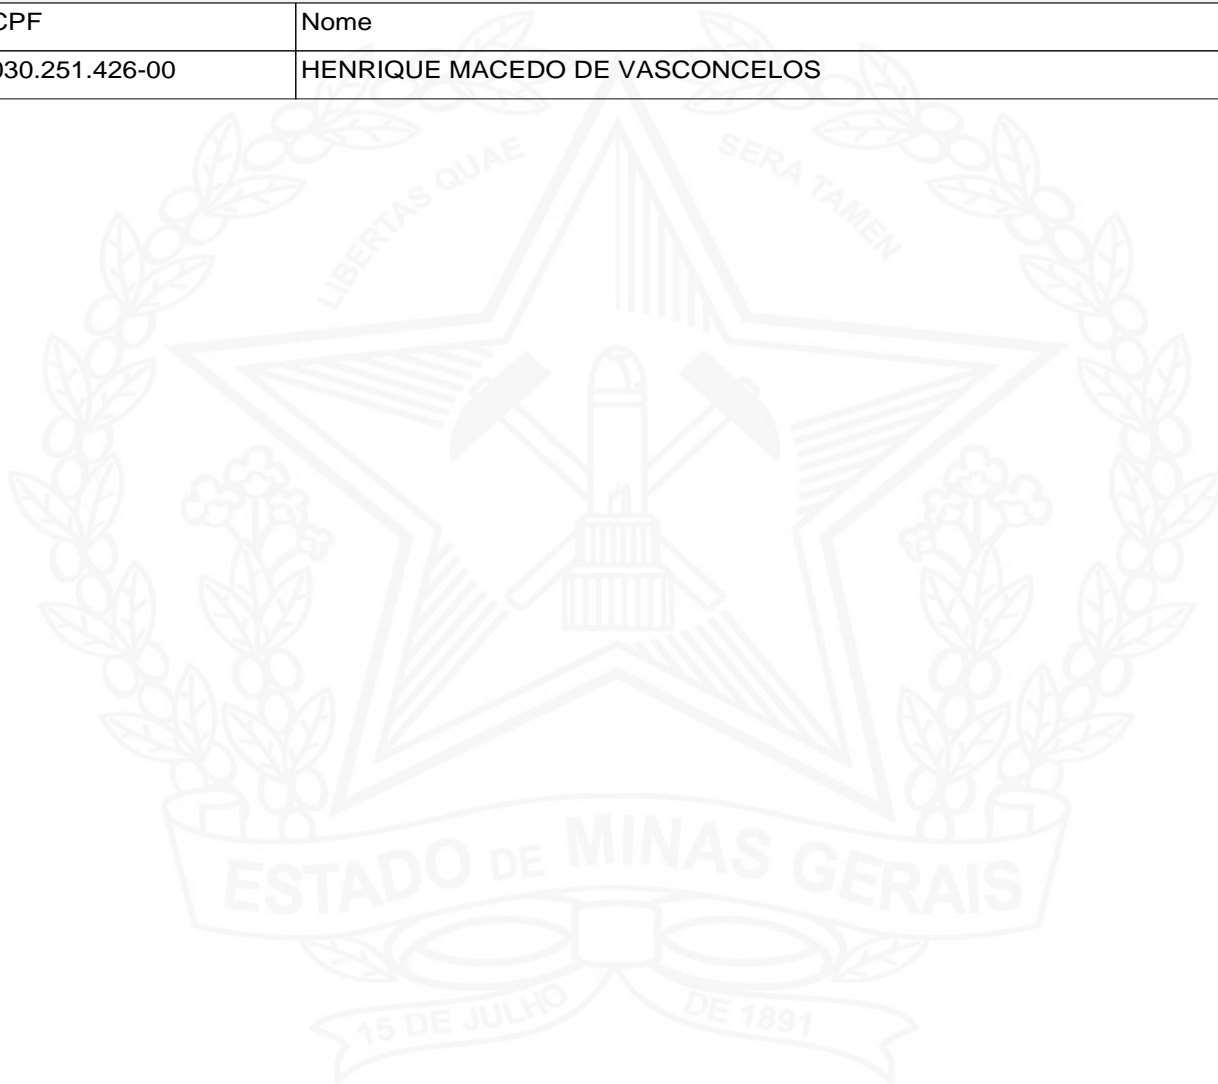 CPF Nome
030.251.426-00 HENRIQUE MACEDO DE VASCONCELOS
LIBERTAS QUAE SERA TAMEN
ESTADO DE MINAS GERAIS
15 DE JULHO DE 1891